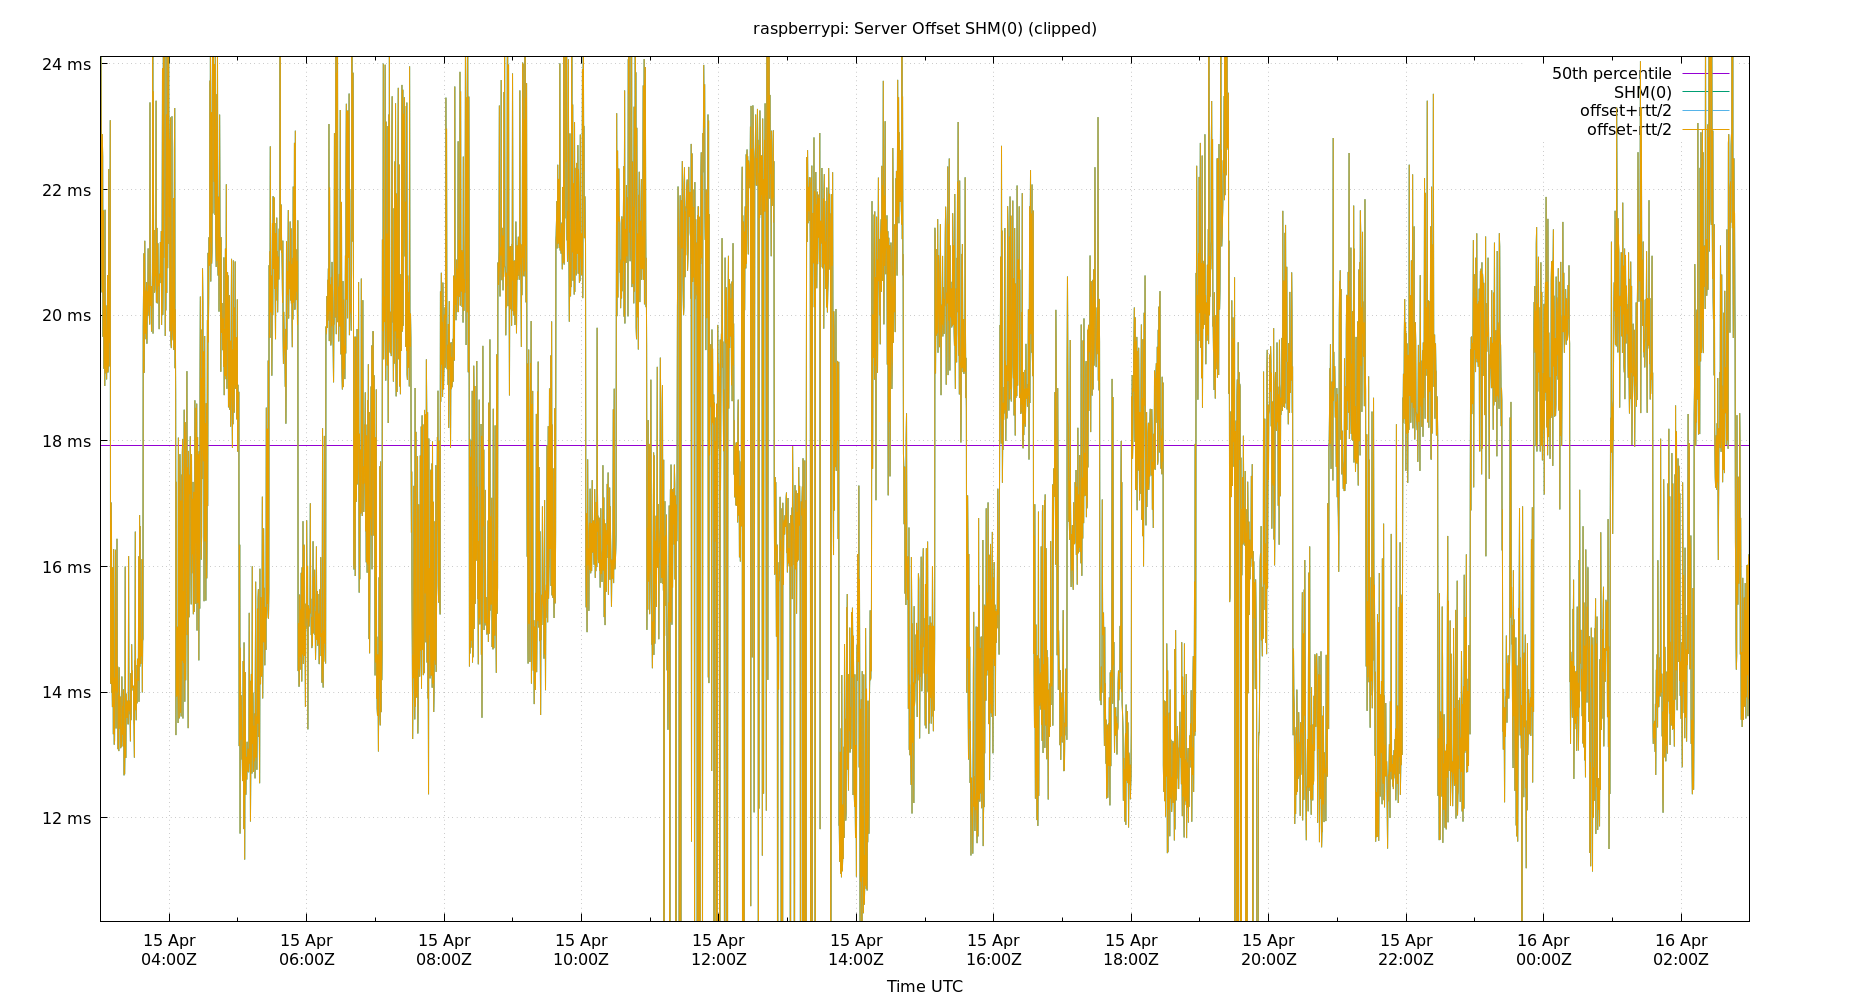 raspberrypi: Server Offset SHM(0) (clipped)
24 ms
22 ms
20 ms
18 ms
16 ms
14 ms
12 ms
50th percentile
SHM(0)
offset+rtt/2
offset-rtt/2
15 Apr 15 Apr 15 Apr 15 Apr 15 Apr 15 Apr 15 Apr 15 Apr 15 Apr 15 Apr 16 Apr 16 Apr
04:00Z 06:00Z 08:00Z 10:00Z 12:00Z 14:00Z 16:00Z 18:00Z 20:00Z 22:00Z 00:00Z 02:00Z
Time UTC